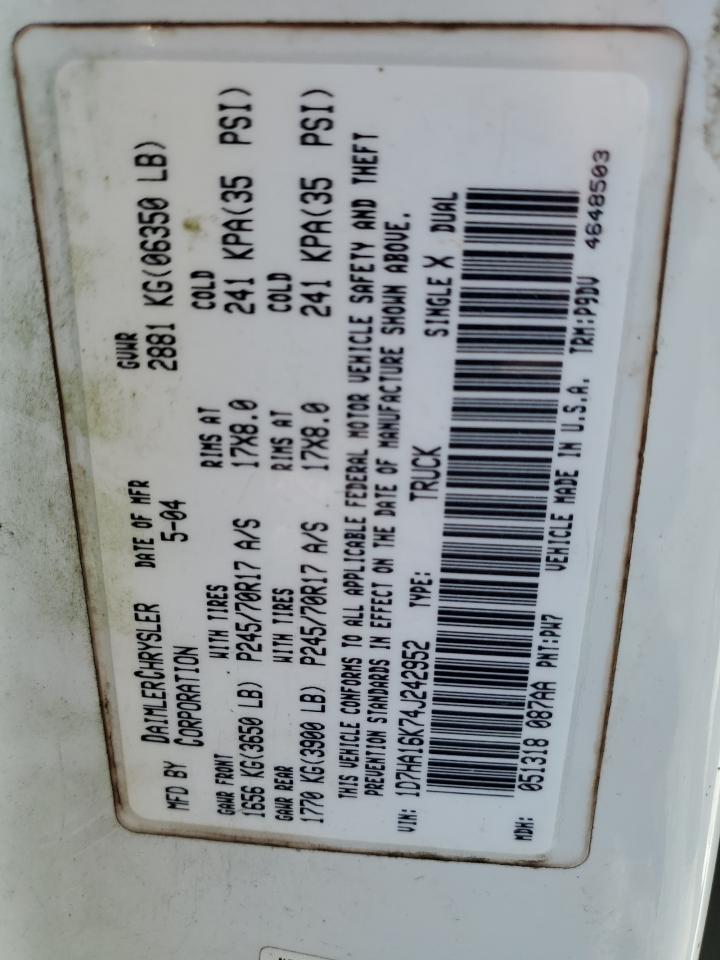 MFD BY DAIMLERCHRYSLER CORPORATION DATE OF MFR 5-04 GVWR 2881 KG(06350 LB)
GAWR FRONT WITH TIRES RIMS AT COLD
1656 KG(3650 LB) P245/70R17 A/S 17X8.0 241 KPA(35 PSI)
GAWR REAR WITH TIRES RIMS AT COLD
1770 KG(3900 LB) P245/70R17 A/S 17X8.0 241 KPA(35 PSI)
THIS VEHICLE CONFORMS TO ALL APPLICABLE FEDERAL MOTOR VEHICLE SAFETY AND THEFT
PREVENTION STANDARDS IN EFFECT ON THE DATE OF MANUFACTURE SHOWN ABOVE.
VIN: 1D7HA16K74J242952 TYPE: TRUCK SINGLE X DUAL
MDH: 051318 087AA PNT:PW7 VEHICLE MADE IN U.S.A. TRM:P9DV 4648503